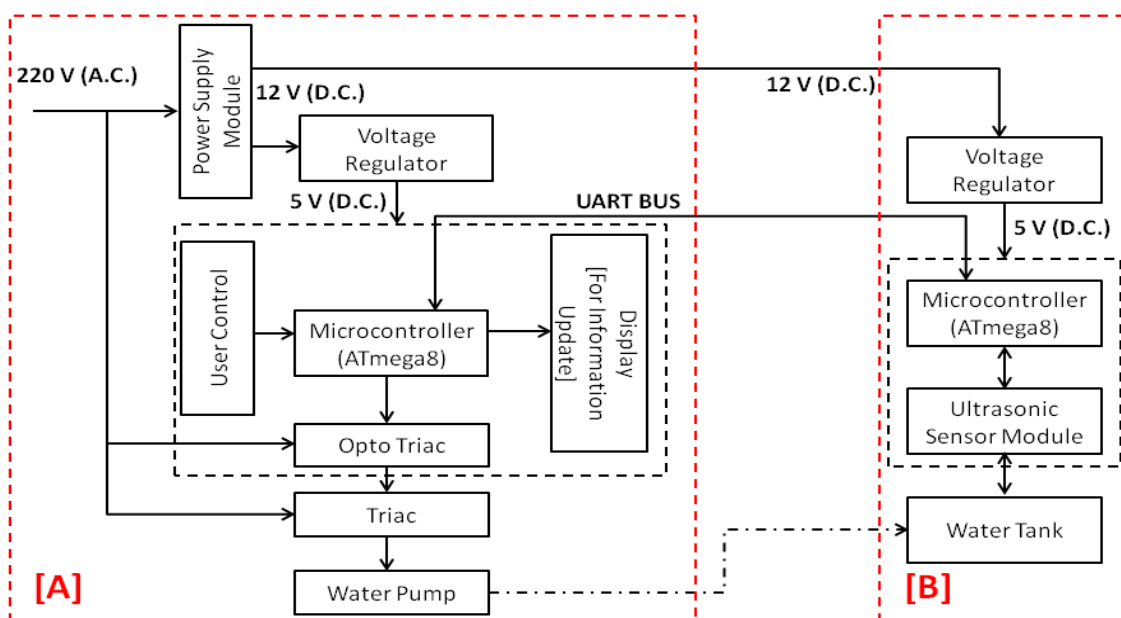 220 V (A.C.)
Power Supply
Module
12 V (D.C.)
Voltage
Regulator
5 V (D.C.)
User Control
Microcontroller
(ATmega8)
Display
[For Information
Update]
Opto Triac
Triac
Water Pump
[A]
UART BUS
12 V (D.C.)
Voltage
Regulator
5 V (D.C.)
Microcontroller
(ATmega8)
Ultrasonic
Sensor Module
Water Tank
[B]